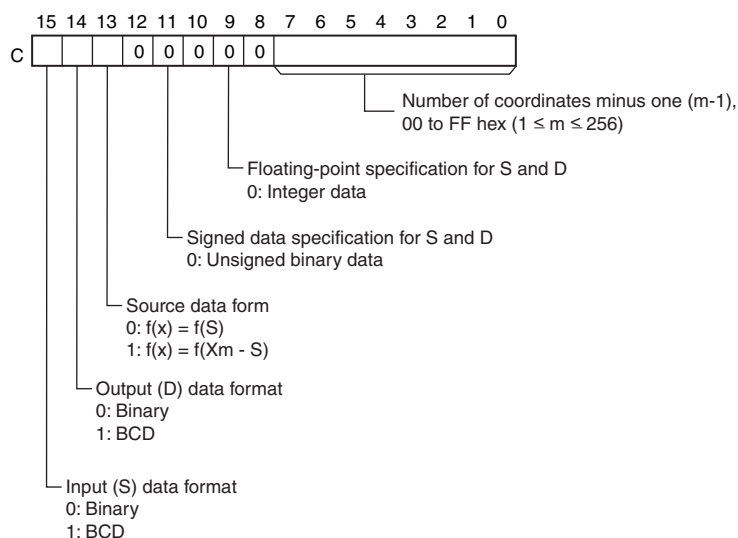 15 14 13 12 11 10 9 8 7 6 5 4 3 2 1 0
C 0 0 0 0 0
Number of coordinates minus one (m-1),
00 to FF hex (1 ≤ m ≤ 256)
Floating-point specification for S and D
0: Integer data
Signed data specification for S and D
0: Unsigned binary data
Source data form
0: f(x) = f(S)
1: f(x) = f(Xm - S)
Output (D) data format
0: Binary
1: BCD
Input (S) data format
0: Binary
1: BCD